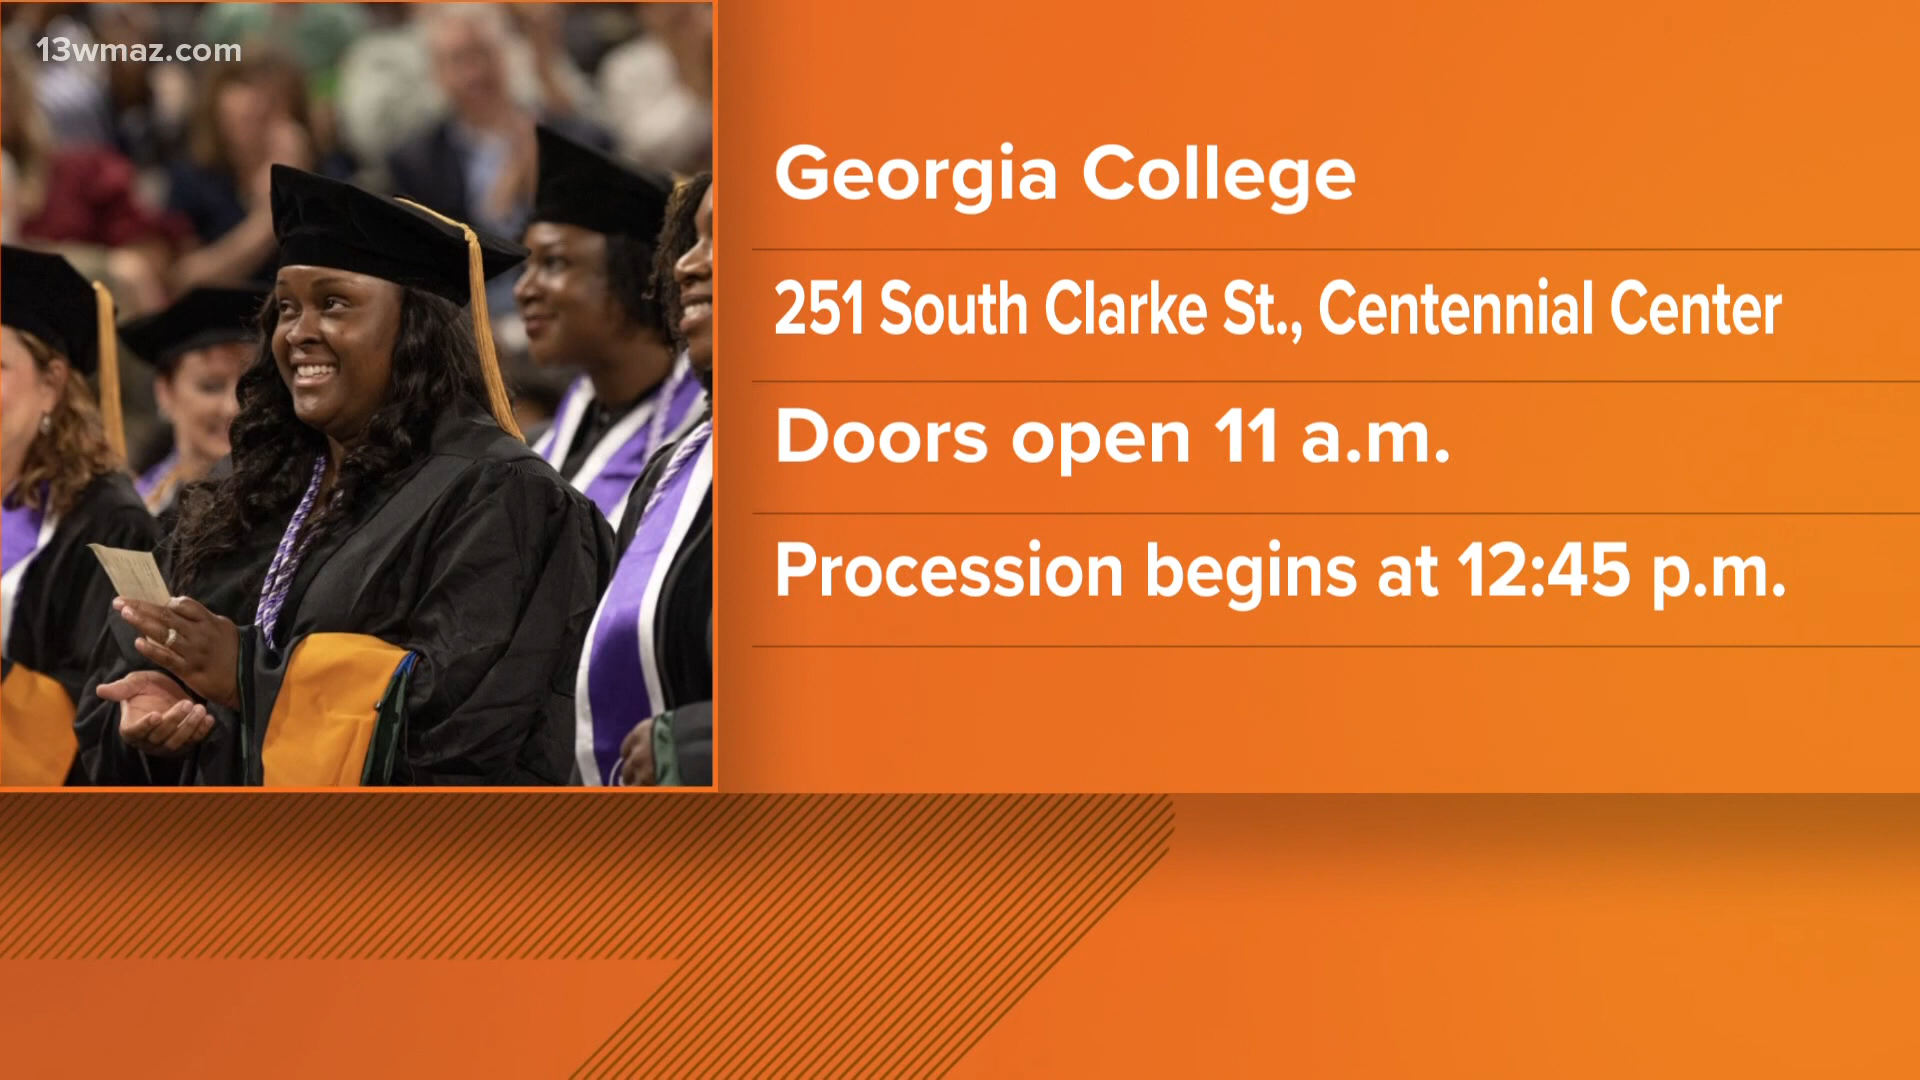 13wmaz.com
Georgia College
251 South Clarke St., Centennial Center
Doors open 11 a.m.
Procession begins at 12:45 p.m.